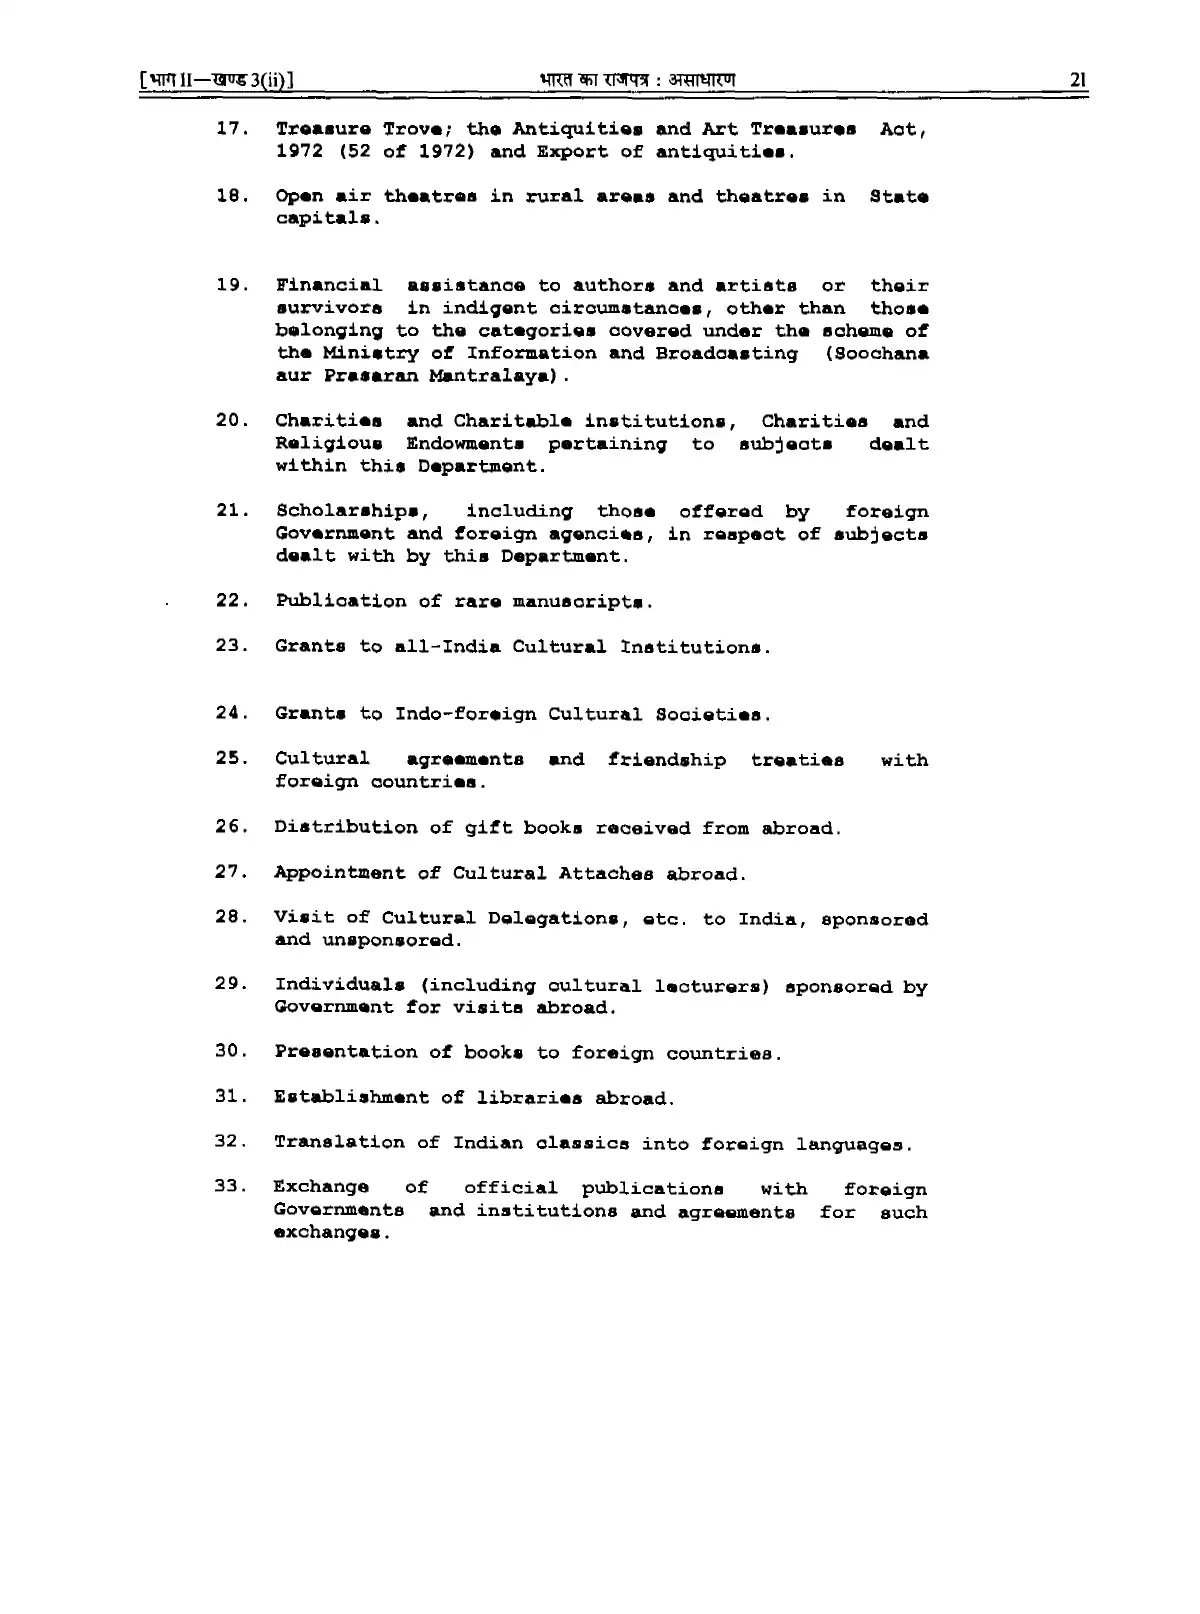 [भाग II—खण्ड 3(ii)] भारत का राजपत्र : असाधारण 21
17. Treasure Trove; the Antiquities and Art Treasures Act,
1972 (52 of 1972) and Export of antiquities.
18. Open air theatres in rural areas and theatres in State
capitals.
19. Financial assistance to authors and artists or their
survivors in indigent circumstances, other than those
belonging to the categories covered under the scheme of
the Ministry of Information and Broadcasting (Soochana
aur Prasaran Mantralaya).
20. Charities and Charitable institutions, Charities and
Religious Endowments pertaining to subjects dealt
within this Department.
21. Scholarships, including those offered by foreign
Government and foreign agencies, in respect of subjects
dealt with by this Department.
22. Publication of rare manuscripts.
23. Grants to all-India Cultural Institutions.
24. Grants to Indo-foreign Cultural Societies.
25. Cultural agreements and friendship treaties with
foreign countries.
26. Distribution of gift books received from abroad.
27. Appointment of Cultural Attaches abroad.
28. Visit of Cultural Delegations, etc. to India, sponsored
and unsponsored.
29. Individuals (including cultural lecturers) sponsored by
Government for visits abroad.
30. Presentation of books to foreign countries.
31. Establishment of libraries abroad.
32. Translation of Indian classics into foreign languages.
33. Exchange of official publications with foreign
Governments and institutions and agreements for such
exchanges.